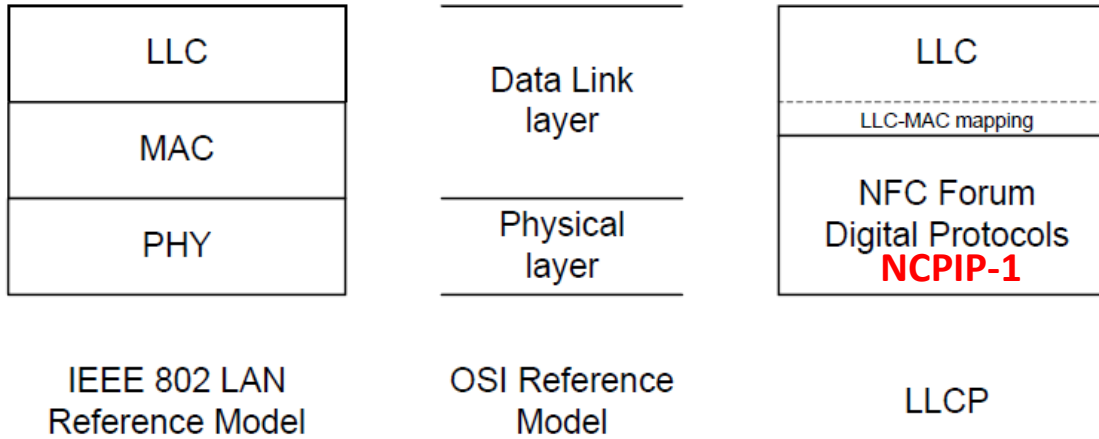 LLC
MAC
PHY
IEEE 802 LAN
Reference Model
Data Link
layer
Physical
layer
OSI Reference
Model
LLC
LLC-MAC mapping
NFC Forum
Digital Protocols
NCPIP-1
LLCP